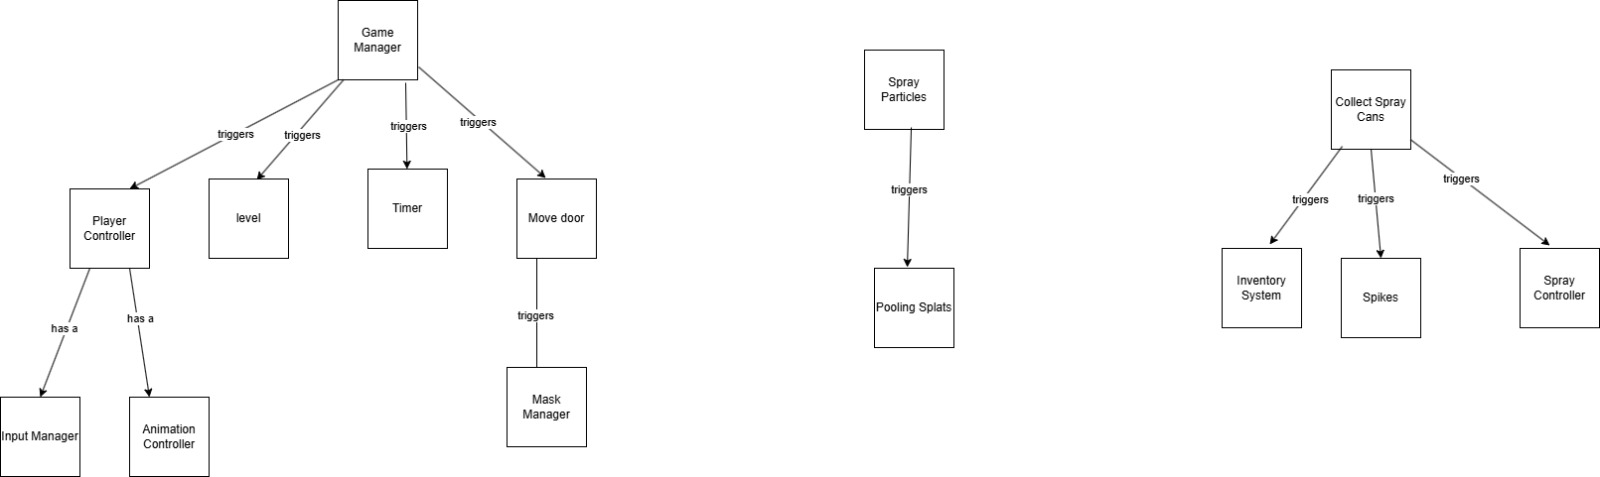 Game
Manager
triggers
triggers
triggers
triggers
Player
Controller
level
Timer
Move door
has a
has a
triggers
Input Manager
Animation
Controller
Mask
Manager
Spray
Particles
triggers
Pooling Splats
Collect Spray
Cans
triggers
triggers
triggers
Inventory
System
Spikes
Spray
Controller